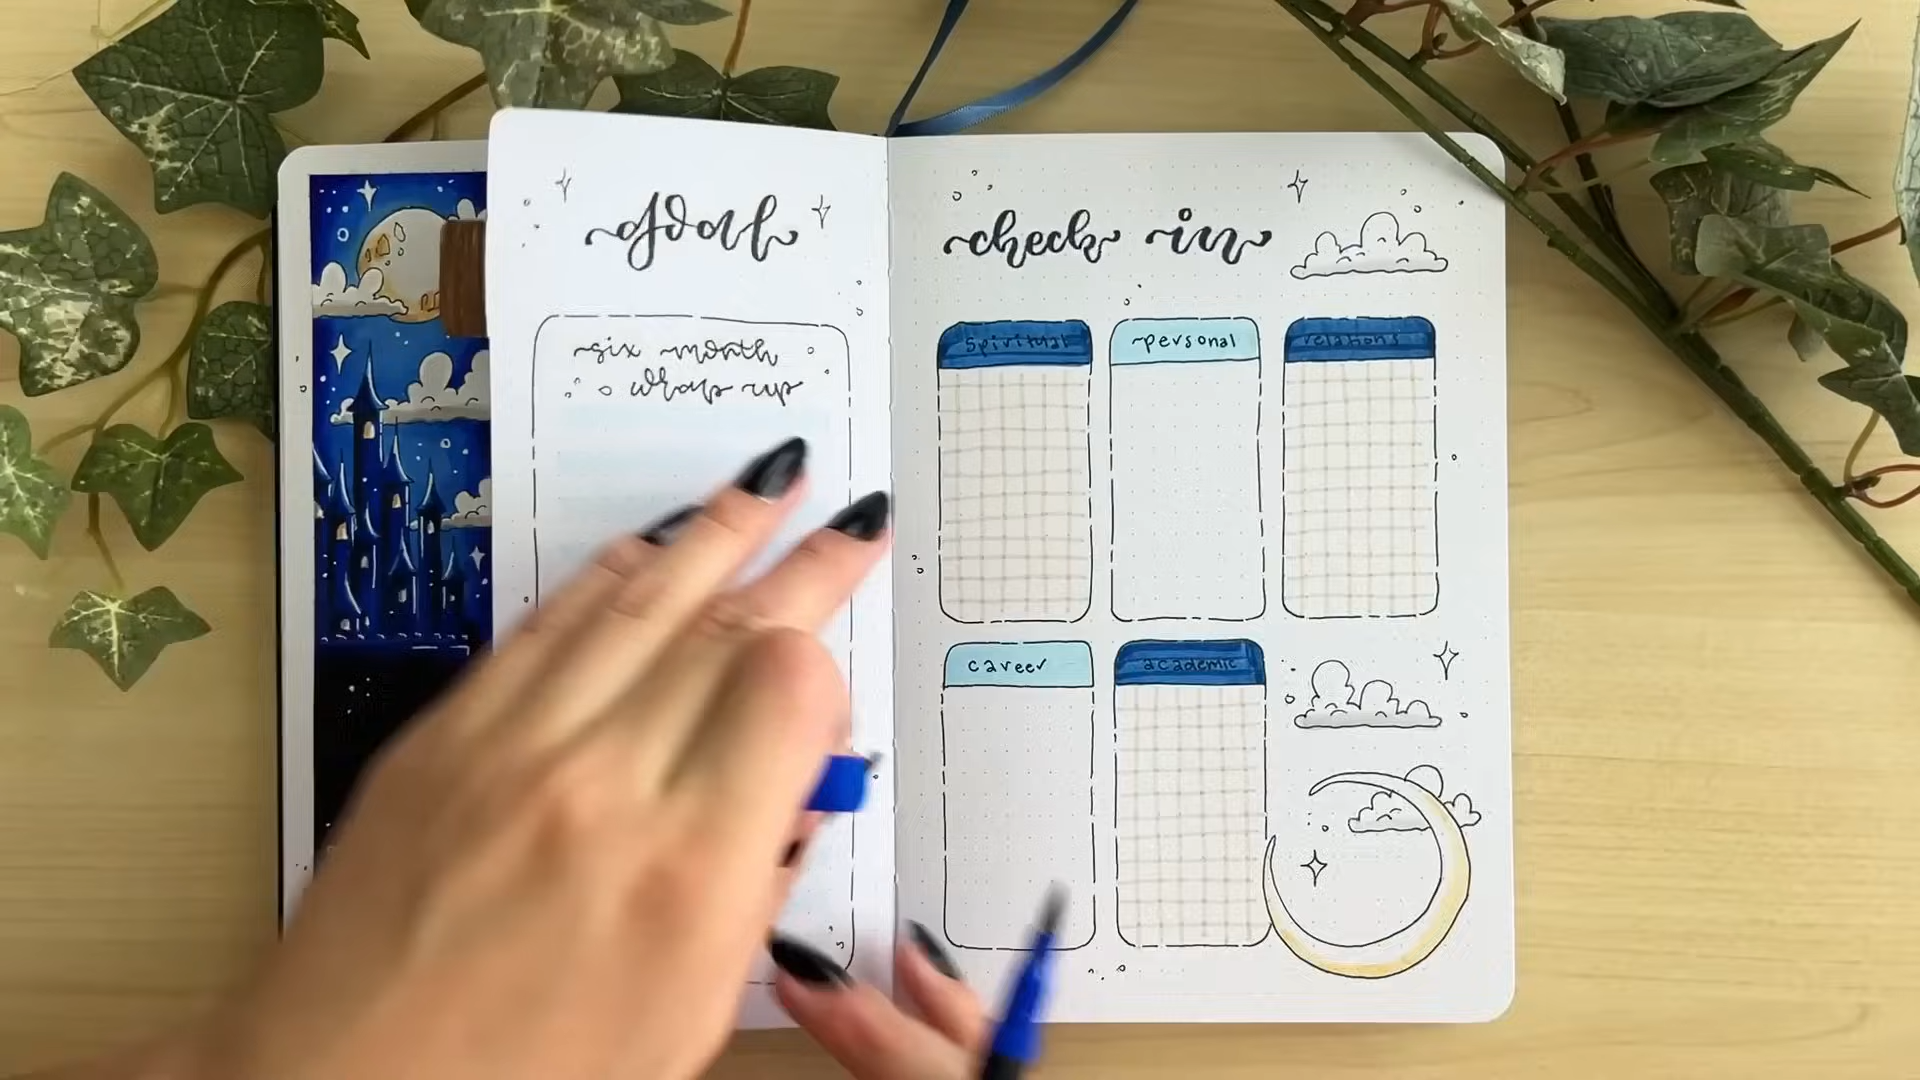 goal
check in
six month
wrap up
spiritual
personal
relations
career
academic